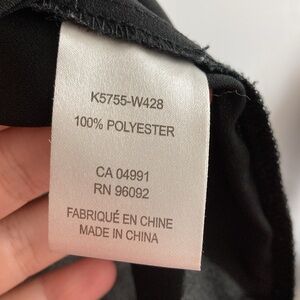 K5755-W428
100% POLYESTER
CA 04991
RN 96092
FABRIQUÉ EN CHINE
MADE IN CHINA